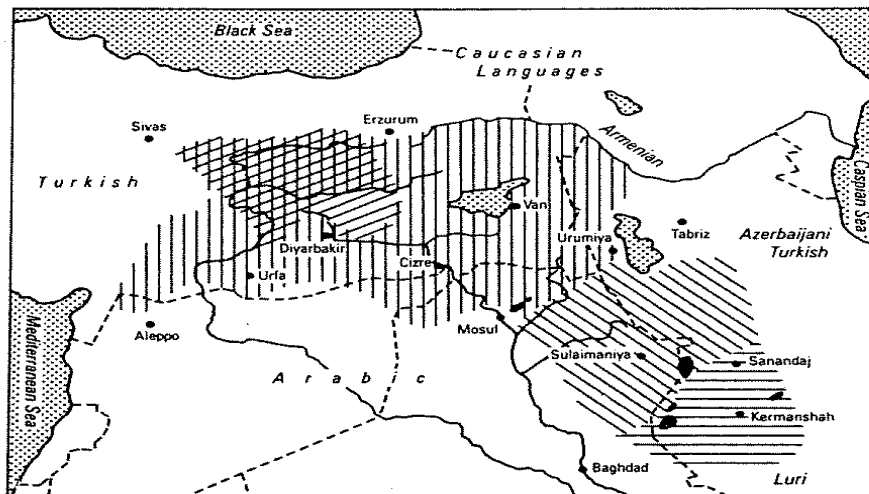 Black Sea
Caucasian
Languages
Sivas
Erzurum
Armenian
Caspian Sea
Turkish
Van
Diyarbakir
Urumiya
Tabriz
Azerbaijani
Turkish
Urfa
Cizre
Mediterranean Sea
Aleppo
Mosul
Sulaimaniya
Sanandaj
Arabic
Kermanshah
Baghdad
Luri